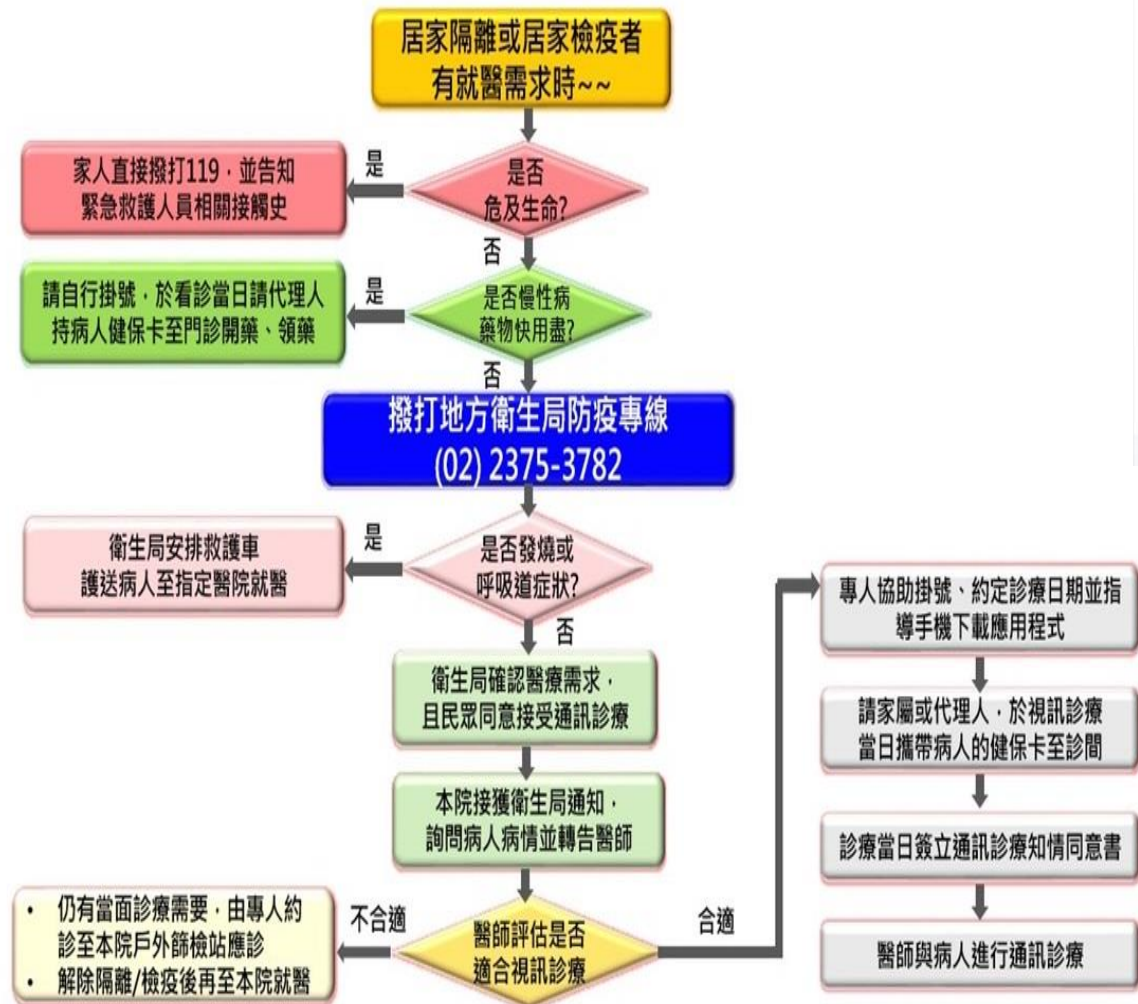 居家隔離或居家檢疫者
有就醫需求時~~
是否
危及生命?
是
家人直接撥打119，並告知
緊急救護人員相關接觸史
否
是否慢性病
藥物快用盡?
是
請自行掛號，於看診當日請代理人
持病人健保卡至門診開藥、領藥
否
撥打地方衛生局防疫專線
(02) 2375-3782
是否發燒或
呼吸道症狀?
是
衛生局安排救護車
護送病人至指定醫院就醫
否
衛生局確認醫療需求，
且民眾同意接受通訊診療
本院接獲衛生局通知，
詢問病人病情並轉告醫師
醫師評估是否
適合視訊診療
不合適
• 仍有當面診療需要，由專人約
診至本院戶外篩檢站應診
• 解除隔離/檢疫後再至本院就醫
合適
專人協助掛號、約定診療日期並指
導手機下載應用程式
請家屬或代理人，於視訊診療
當日攜帶病人的健保卡至診間
診療當日簽立通訊診療知情同意書
醫師與病人進行通訊診療